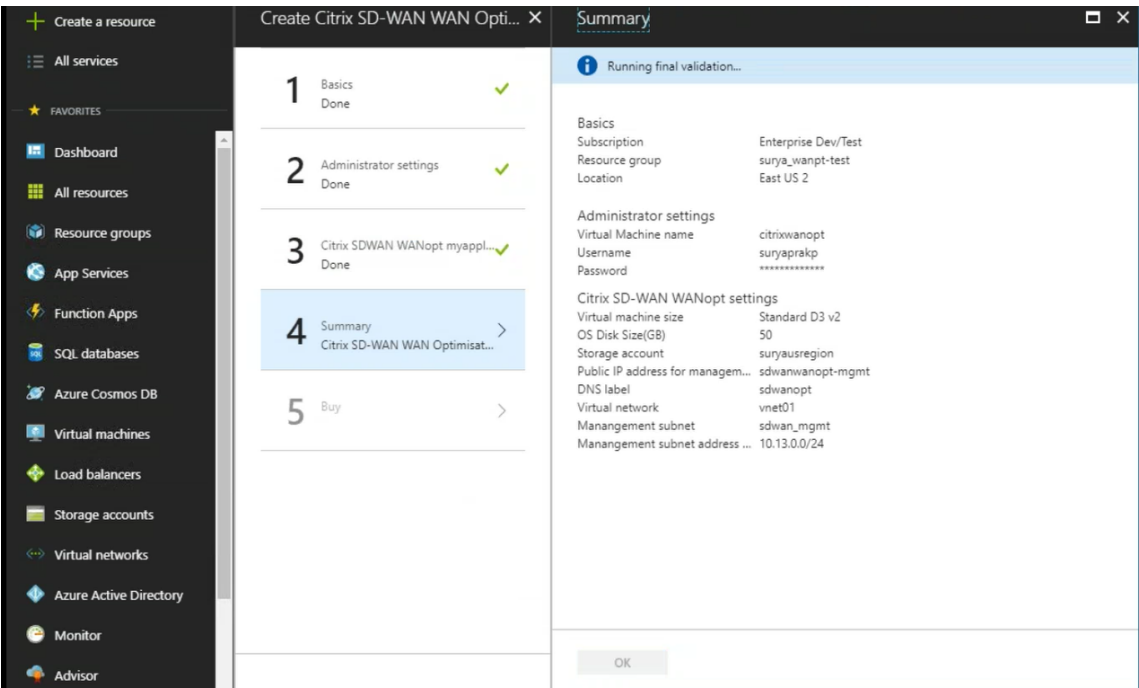 Create a resource
All services
FAVORITES
Dashboard
All resources
Resource groups
App Services
Function Apps
SQL databases
Azure Cosmos DB
Virtual machines
Load balancers
Storage accounts
Virtual networks
Azure Active Directory
Monitor
Advisor
Create Citrix SD-WAN WAN Opti...
1 Basics
Done
2 Administrator settings
Done
3 Citrix SDWAN WANopt myappl...
Done
4 Summary
Citrix SD-WAN WAN Optimisat...
5 Buy
Summary
Running final validation...
Basics
Subscription Enterprise Dev/Test
Resource group surya_wanpt-test
Location East US 2
Administrator settings
Virtual Machine name citrixwanopt
Username suryaprakp
Password *************
Citrix SD-WAN WANopt settings
Virtual machine size Standard D3 v2
OS Disk Size(GB) 50
Storage account suryausregion
Public IP address for managem... sdwanwanopt-mgmt
DNS label sdwanopt
Virtual network vnet01
Manangement subnet sdwan_mgmt
Manangement subnet address ... 10.13.0.0/24
OK